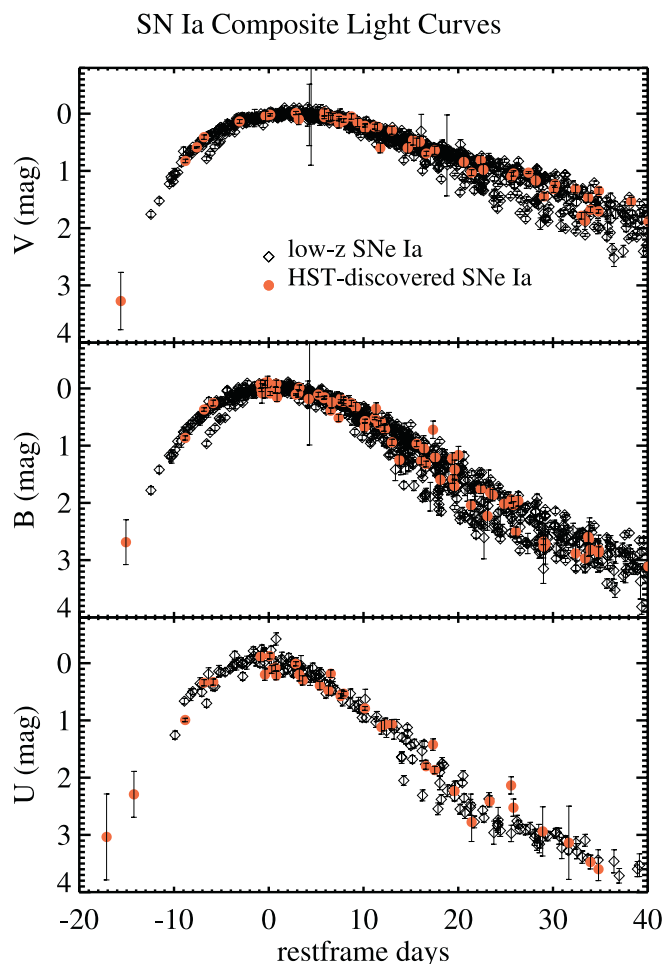 SN Ia Composite Light Curves
0
1
2
3
4
V (mag)
low-z SNe Ia
HST-discovered SNe Ia
0
1
2
3
4
B (mag)
0
1
2
3
4
U (mag)
-20 -10 0 10 20 30 40
restframe days